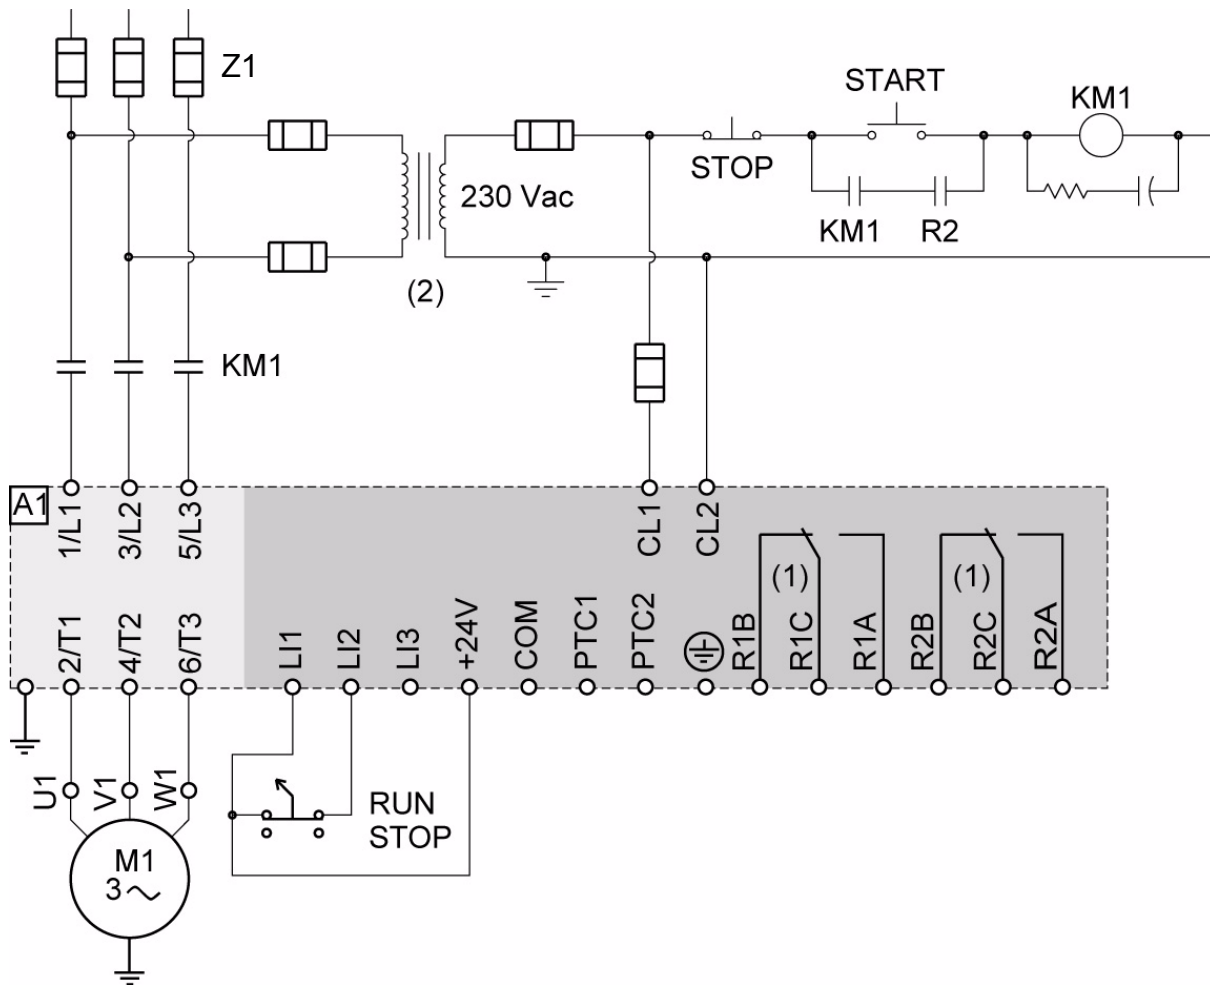 Z1
START
KM1
STOP
230 Vac
KM1
R2
(2)
KM1
A1
1/L1
3/L2
5/L3
CL1
CL2
(1)
(1)
2/T1
4/T2
6/T3
LI1
LI2
LI3
+24V
COM
PTC1
PTC2
R1B
R1C
R1A
R2B
R2C
R2A
U1
V1
W1
RUN
STOP
M1
3~